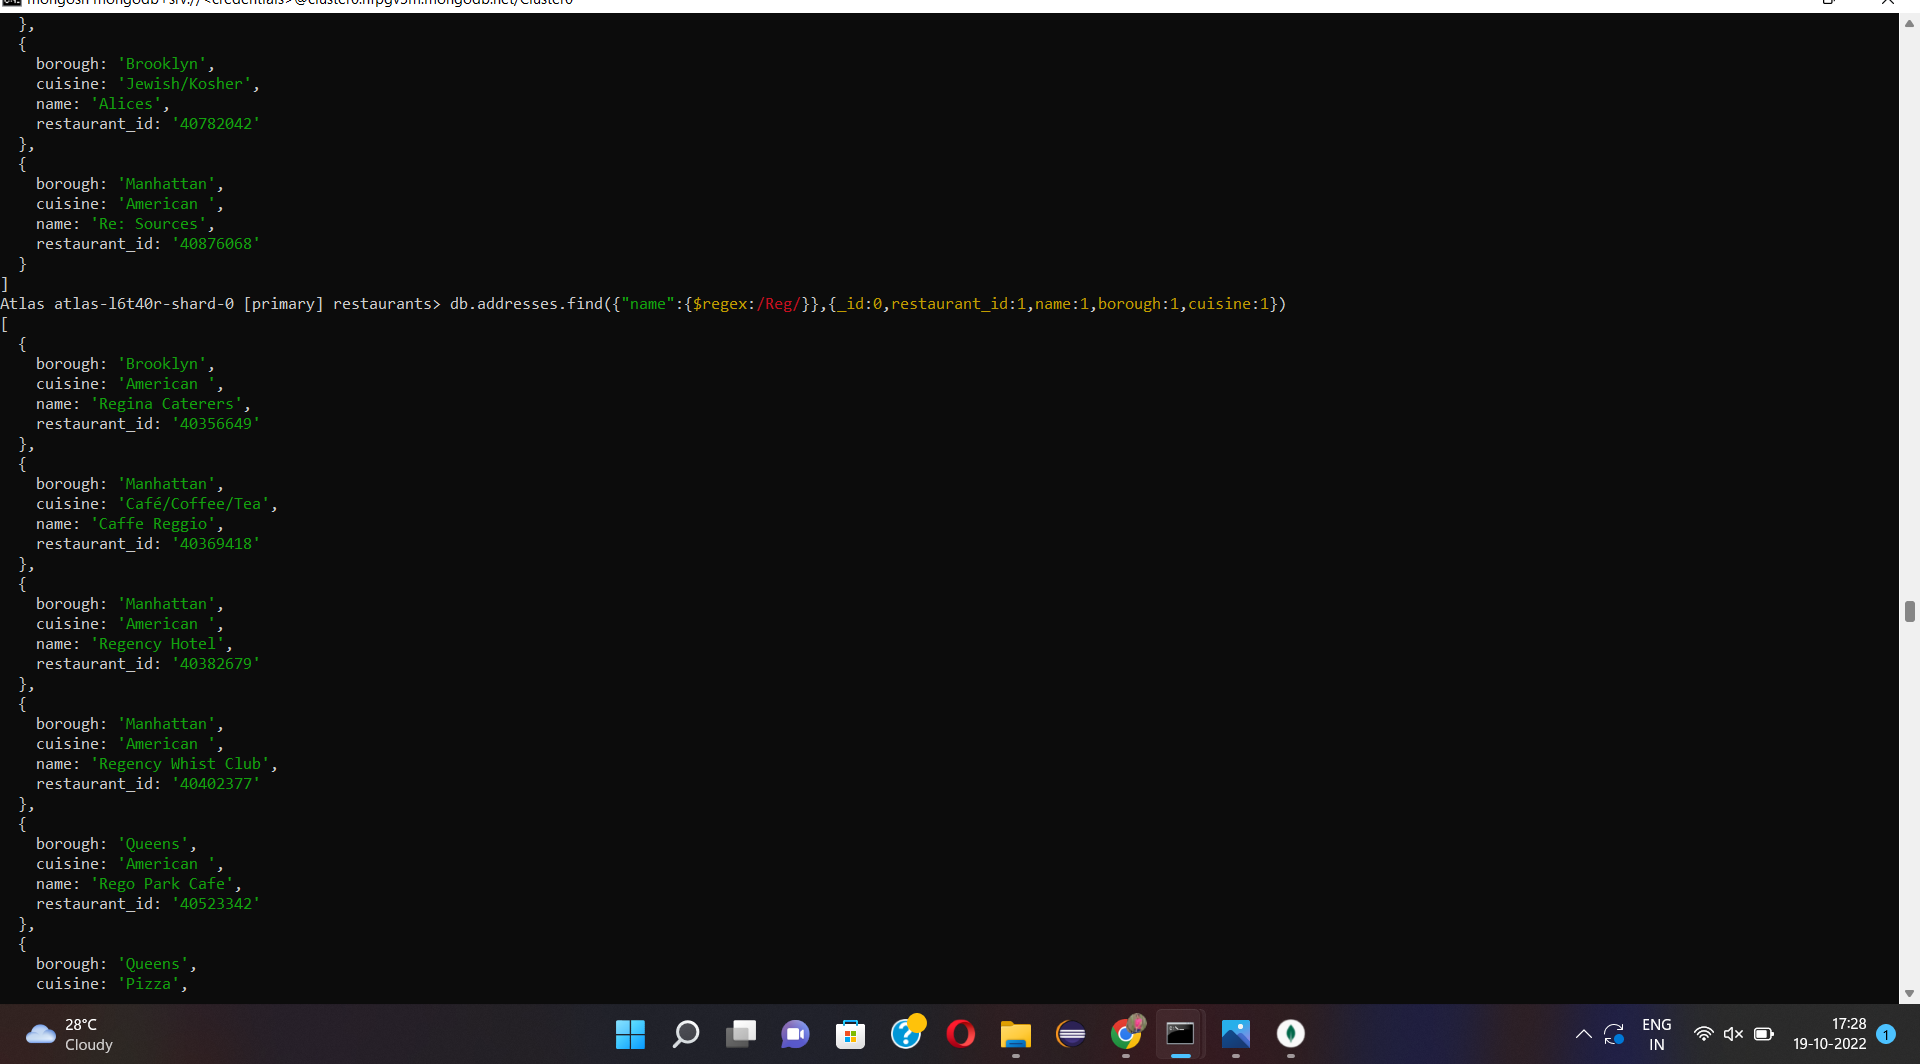 },
  {
    borough: 'Brooklyn',
    cuisine: 'Jewish/Kosher',
    name: 'Alices',
    restaurant_id: '40782042'
  },
  {
    borough: 'Manhattan',
    cuisine: 'American ',
    name: 'Re: Sources',
    restaurant_id: '40876068'
  }
]
Atlas atlas-l6t40r-shard-0 [primary] restaurants> db.addresses.find({"name":{$regex:/Reg/}},{_id:0,restaurant_id:1,name:1,borough:1,cuisine:1})
[
  {
    borough: 'Brooklyn',
    cuisine: 'American ',
    name: 'Regina Caterers',
    restaurant_id: '40356649'
  },
  {
    borough: 'Manhattan',
    cuisine: 'Café/Coffee/Tea',
    name: 'Caffe Reggio',
    restaurant_id: '40369418'
  },
  {
    borough: 'Manhattan',
    cuisine: 'American ',
    name: 'Regency Hotel',
    restaurant_id: '40382679'
  },
  {
    borough: 'Manhattan',
    cuisine: 'American ',
    name: 'Regency Whist Club',
    restaurant_id: '40402377'
  },
  {
    borough: 'Queens',
    cuisine: 'American ',
    name: 'Rego Park Cafe',
    restaurant_id: '40523342'
  },
  {
    borough: 'Queens',
    cuisine: 'Pizza',
28°C
Cloudy
ENG
IN
17:28
19-10-2022
1